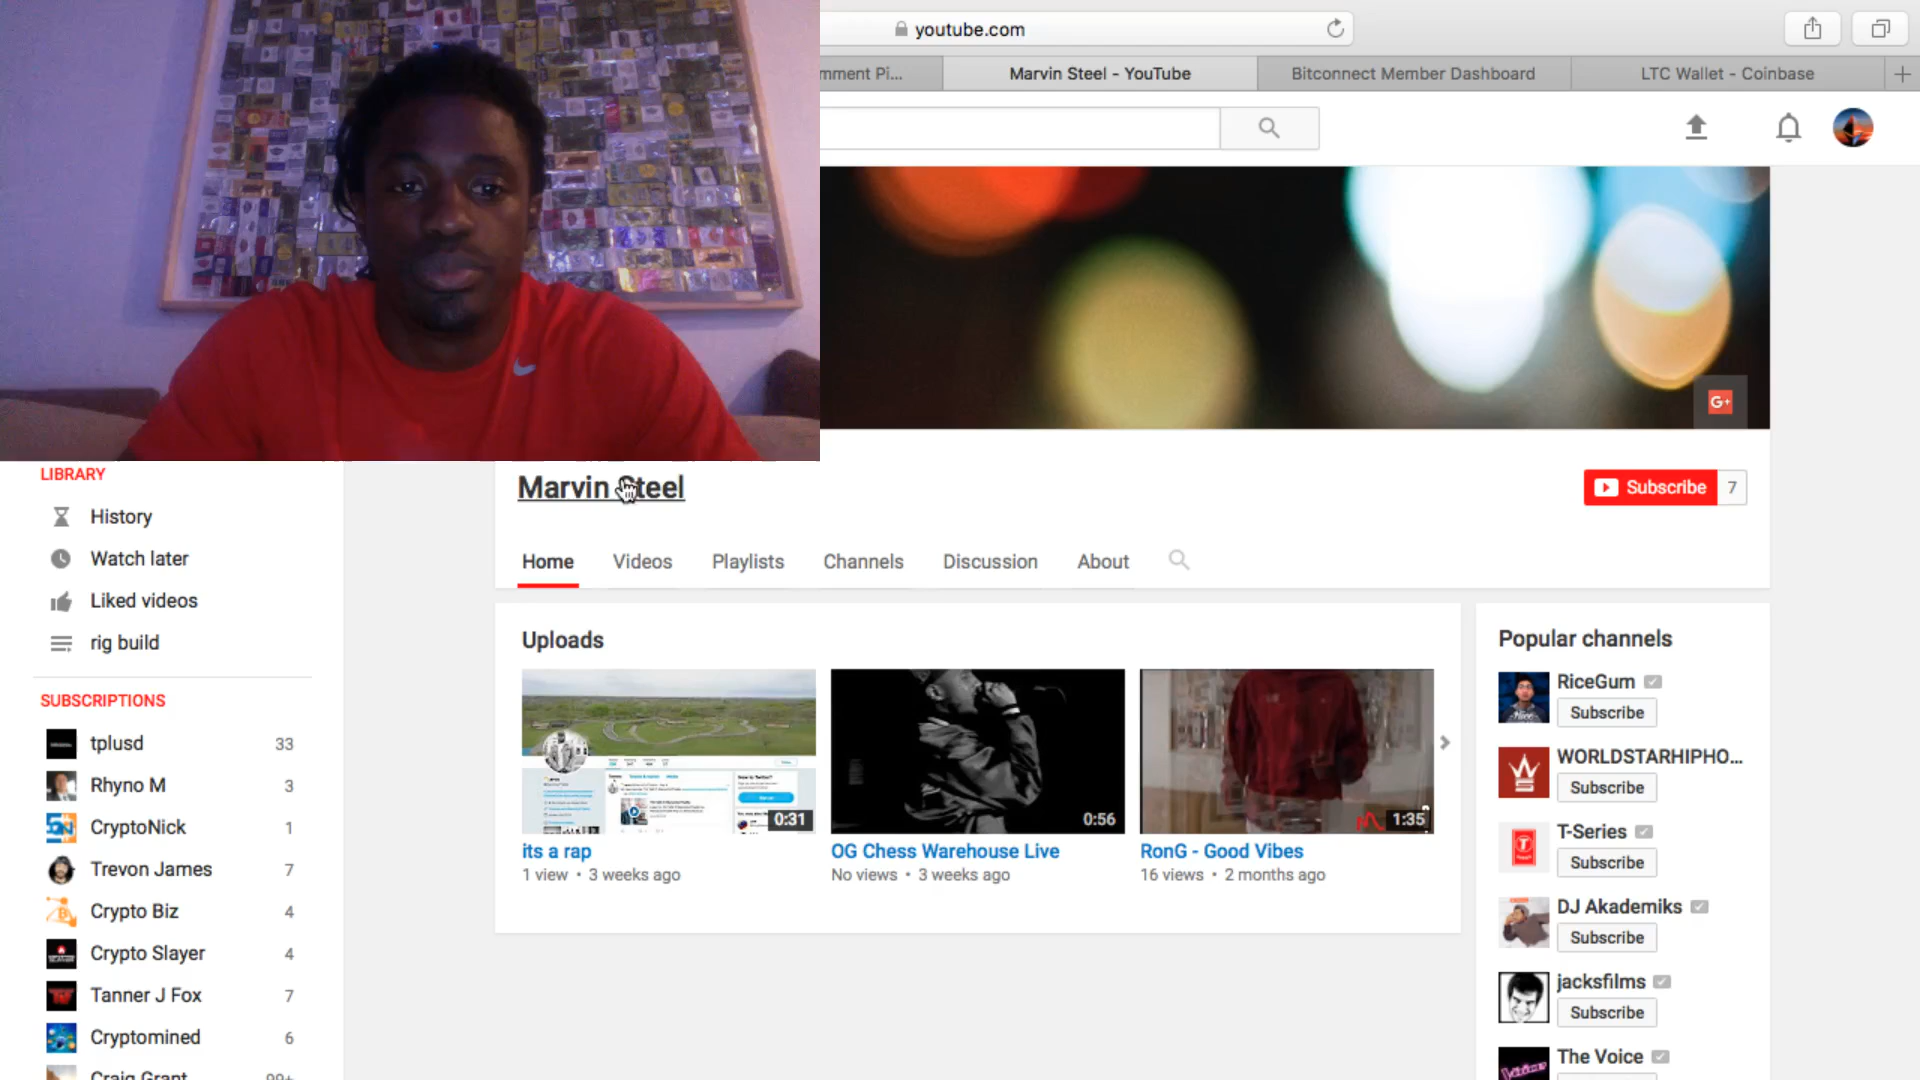 youtube.com
mment Pi...
Marvin Steel - YouTube
Bitconnect Member Dashboard
LTC Wallet - Coinbase
G+
LIBRARY
History
Watch later
Liked videos
rig build
SUBSCRIPTIONS
tplusd 33
Rhyno M 3
CryptoNick 1
Trevon James 7
Crypto Biz 4
Crypto Slayer 4
Tanner J Fox 7
Cryptomined 6
Craig Grant 99+
Marvin Steel
Subscribe 7
Home Videos Playlists Channels Discussion About
Uploads
0:31
its a rap
1 view • 3 weeks ago
0:56
OG Chess Warehouse Live
No views • 3 weeks ago
1:35
RonG - Good Vibes
16 views • 2 months ago
Popular channels
RiceGum
Subscribe
WORLDSTARHIPHO...
Subscribe
T-Series
Subscribe
DJ Akademiks
Subscribe
jacksfilms
Subscribe
The Voice